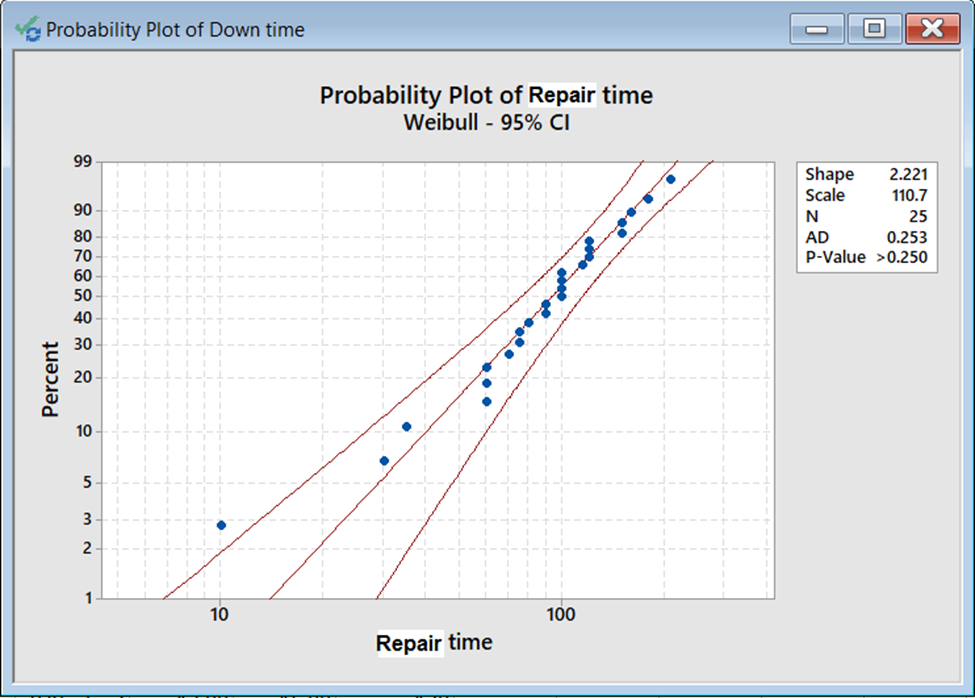 Probability Plot of Down time
Probability Plot of Repair time
Weibull - 95% CI
99
90
80
70
60
50
40
30
20
10
5
3
2
1
Percent
10 100
Repair time
Shape 2.221
Scale 110.7
N 25
AD 0.253
P-Value >0.250